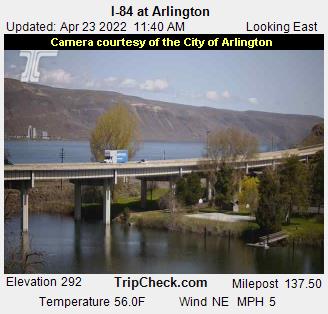 I-84 at Arlington
Updated: Apr 23 2022 11:40 AM Looking East
Camera courtesy of the City of Arlington
Elevation 292 TripCheck.com Milepost 137.50
Temperature 56.0F Wind NE MPH 5